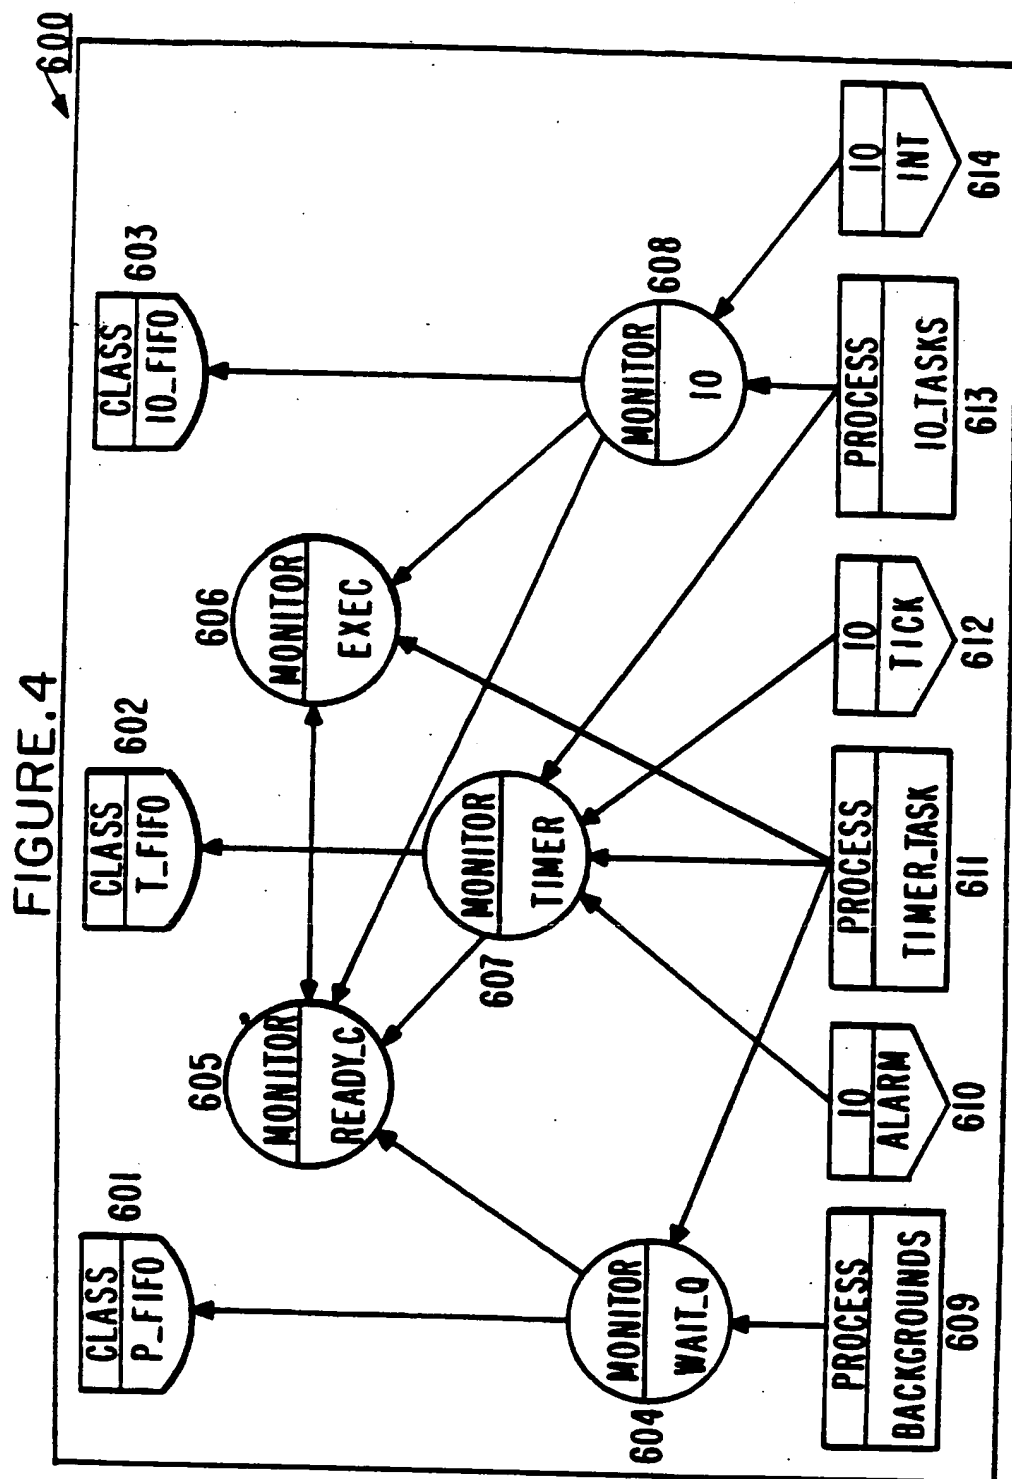 FIGURE.4
600
CLASS
P_FIFO
601
CLASS
T_FIFO
602
CLASS
IO_FIFO
603
605
MONITOR
READY_C
606
MONITOR
EXEC
604
MONITOR
WAIT_Q
607
MONITOR
TIMER
608
MONITOR
IO
PROCESS
BACKGROUNDS
609
IO
ALARM
610
PROCESS
TIMER_TASK
611
IO
TICK
612
PROCESS
IO_TASKS
613
IO
INT
614